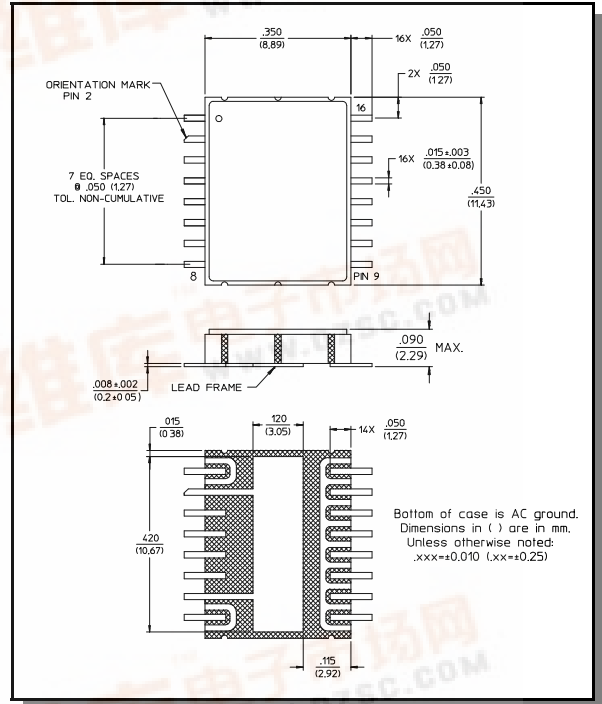 .350
(8,89)
16X .050
(1,27)
2X .050
(1 27)
ORIENTATION MARK
PIN 2
16
16X .015±.003
(0.38±0.08)
7 EQ. SPACES
@ .050 (1,27)
TOL. NON-CUMULATIVE
.450
(11,43)
8
PIN 9
.090
(2.29)
MAX.
.008±.002
(0.2±0 05)
LEAD FRAME
015
(0 38)
120
(3.05)
14X .050
(1,27)
420
(10,67)
Bottom of case is AC ground.
Dimensions in ( ) are in mm.
Unless otherwise noted:
.xxx=±0.010 (.xx=±0.25)
.115
(2,92)